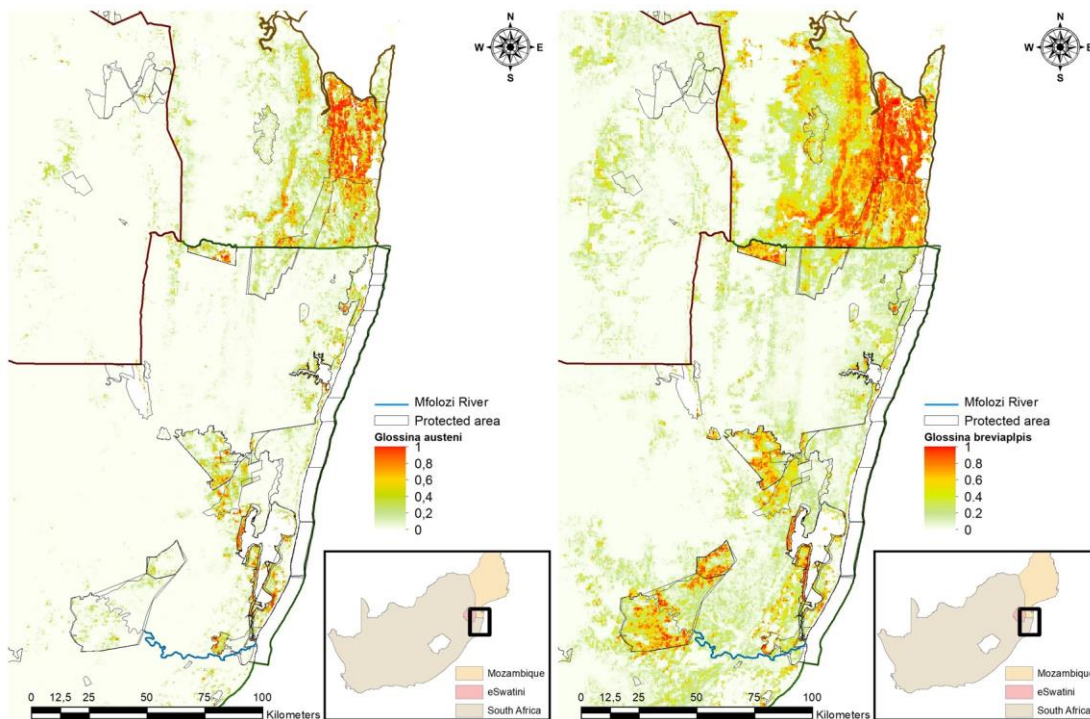 N
W E
S
Mfolozi River
Protected area
Glossina austeni
1
0,8
0,6
0,4
0,2
0
Mozambique
eSwatini
South Africa
0 12,5 25 50 75 100
Kilometers
N
W E
S
Mfolozi River
Protected area
Glossina breviaplpis
1
0,8
0,6
0.4
0.2
0
Mozambique
eSwatini
South Africa
0 12,5 25 50 75 100
Kilometers